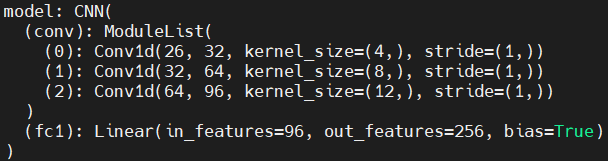 model: CNN(
  (conv): ModuleList(
    (0): Conv1d(26, 32, kernel_size=(4,), stride=(1,))
    (1): Conv1d(32, 64, kernel_size=(8,), stride=(1,))
    (2): Conv1d(64, 96, kernel_size=(12,), stride=(1,))
  )
  (fc1): Linear(in_features=96, out_features=256, bias=True)
)